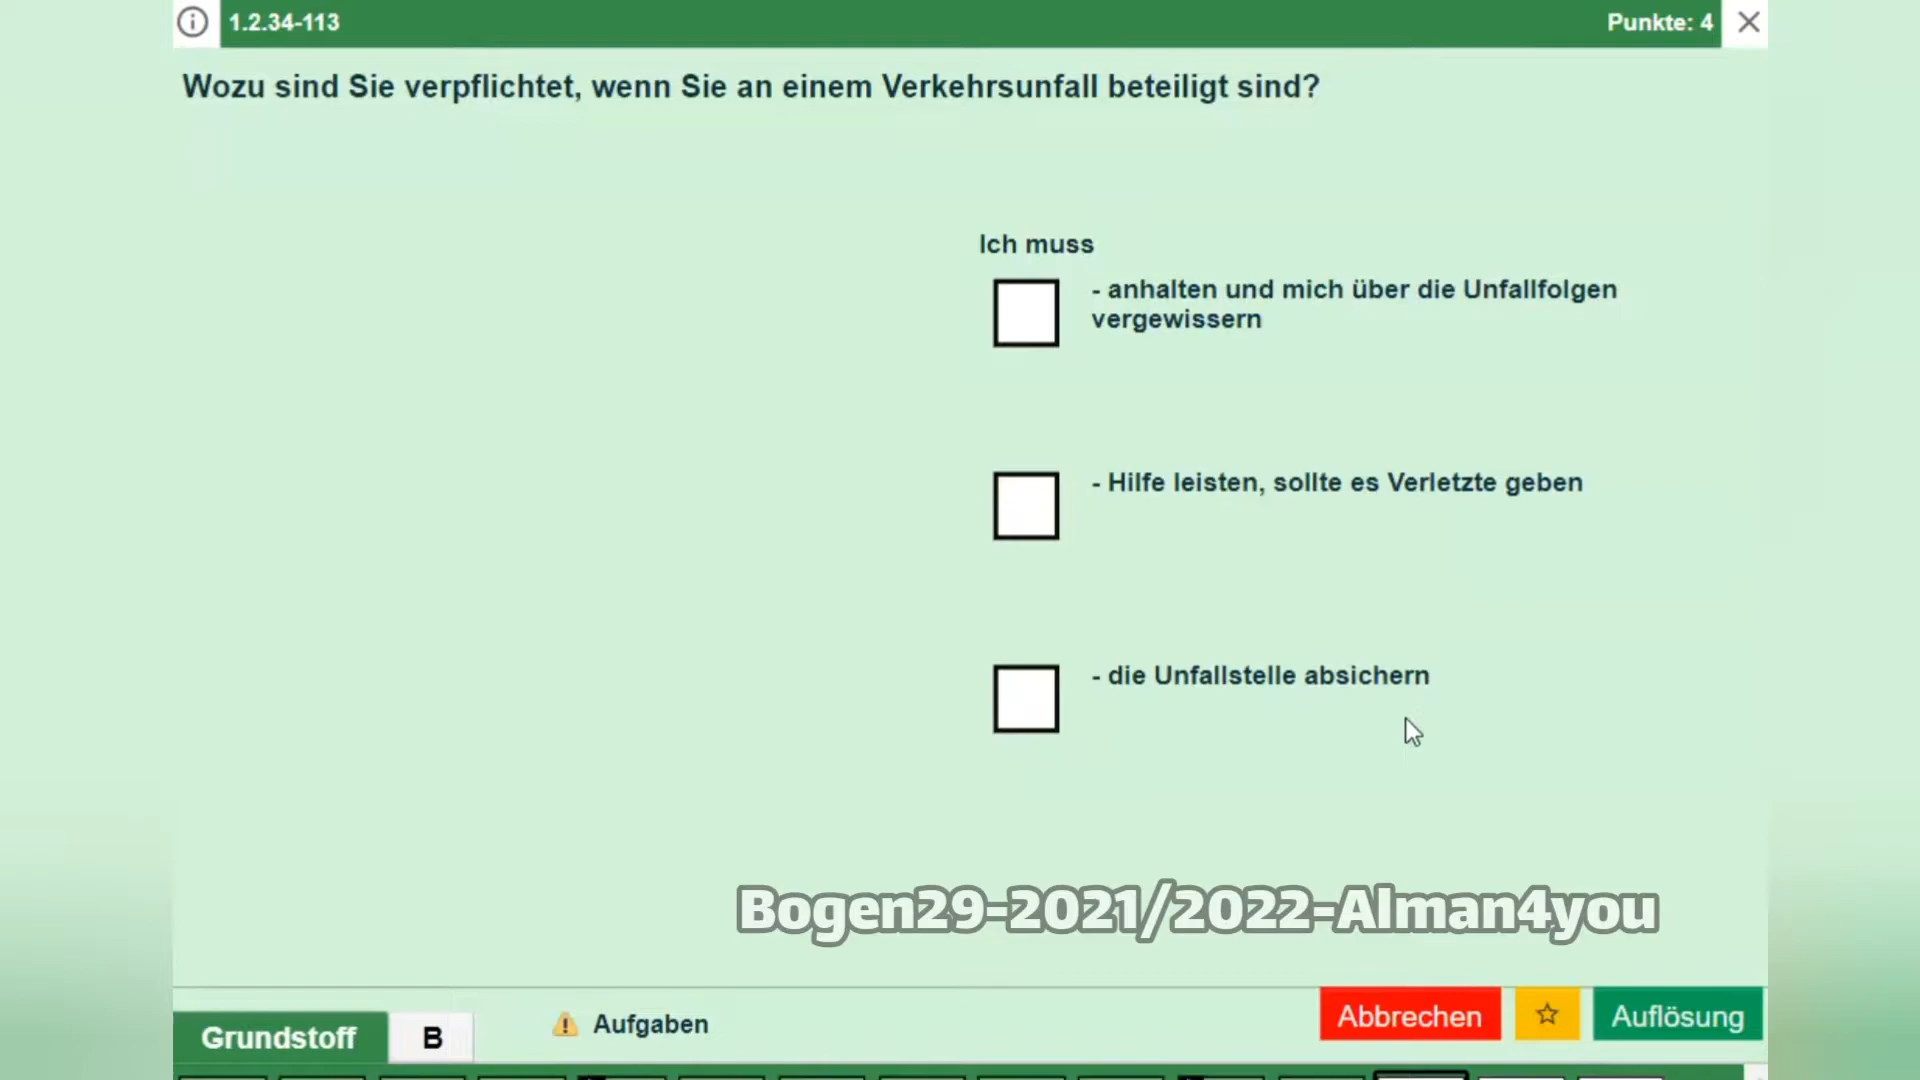 1.2.34-113
Punkte: 4
Wozu sind Sie verpflichtet, wenn Sie an einem Verkehrsunfall beteiligt sind?
Ich muss
- anhalten und mich über die Unfallfolgen
vergewissern
- Hilfe leisten, sollte es Verletzte geben
- die Unfallstelle absichern
Bogen29-2021/2022-Alman4you
Grundstoff
B
Aufgaben
Abbrechen
Auflösung